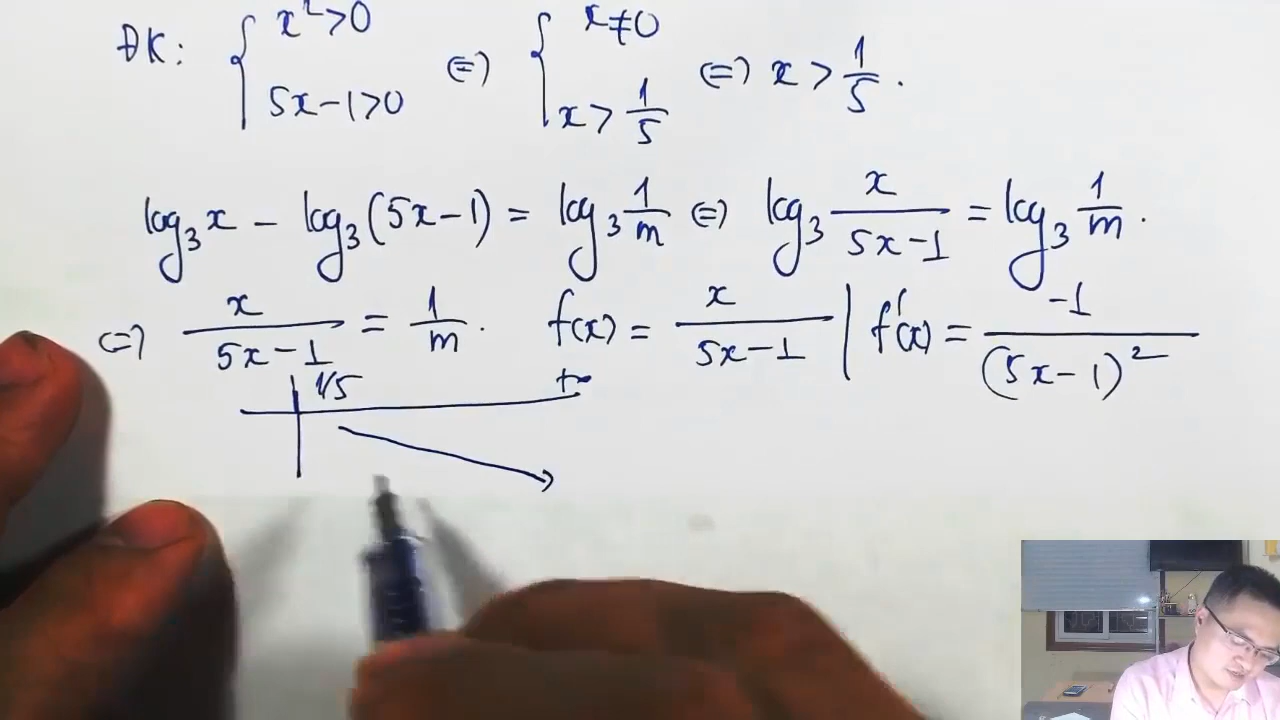 ĐK: { x² > 0 ; 5x - 1 > 0 ⇔ { x ≠ 0 ; x > 1/5 ⇔ x > 1/5 .
log₃ x - log₃ (5x - 1) = log₃ 1/m ⇔ log₃ x/(5x - 1) = log₃ 1/m .
⇔ x/(5x - 1) = 1/m . f(x) = x/(5x - 1) | f'(x) = -1/(5x - 1)²
1/5 +∞